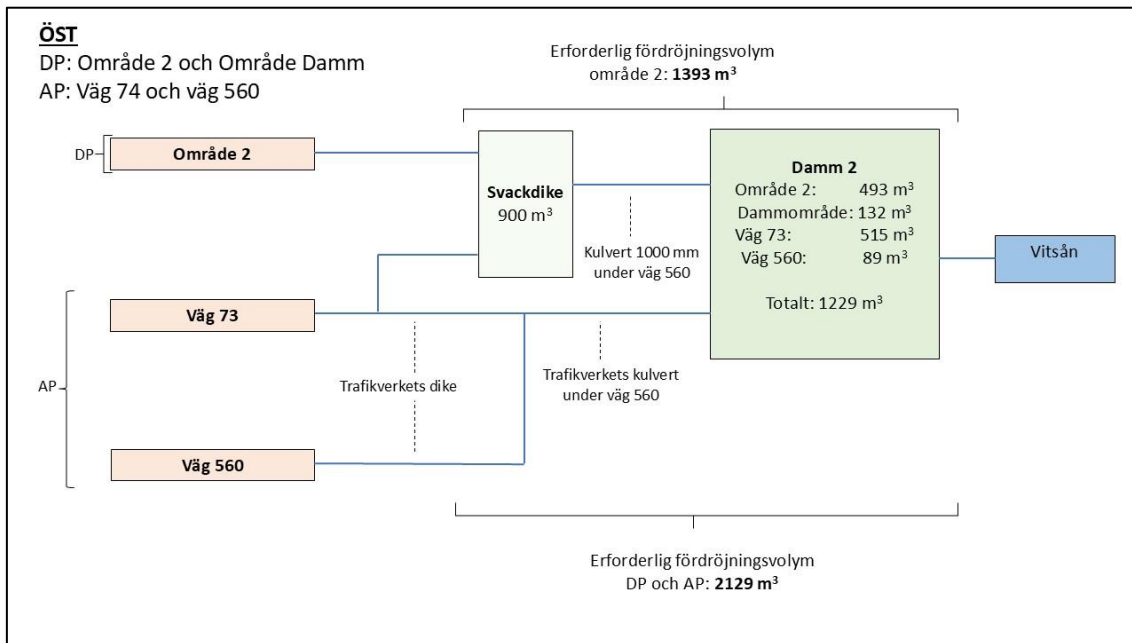 ÖST
DP: Område 2 och Område Damm
AP: Väg 74 och väg 560
Erforderlig fördröjningsvolym
område 2: 1393 m³
DP
Område 2
Svackdike
900 m³
Kulvert 1000 mm
under väg 560
Damm 2
Område 2: 493 m³
Dammområde: 132 m³
Väg 73: 515 m³
Väg 560: 89 m³
Totalt: 1229 m³
Vitsån
AP
Väg 73
Trafikverkets dike
Trafikverkets kulvert
under väg 560
Väg 560
Erforderlig fördröjningsvolym
DP och AP: 2129 m³